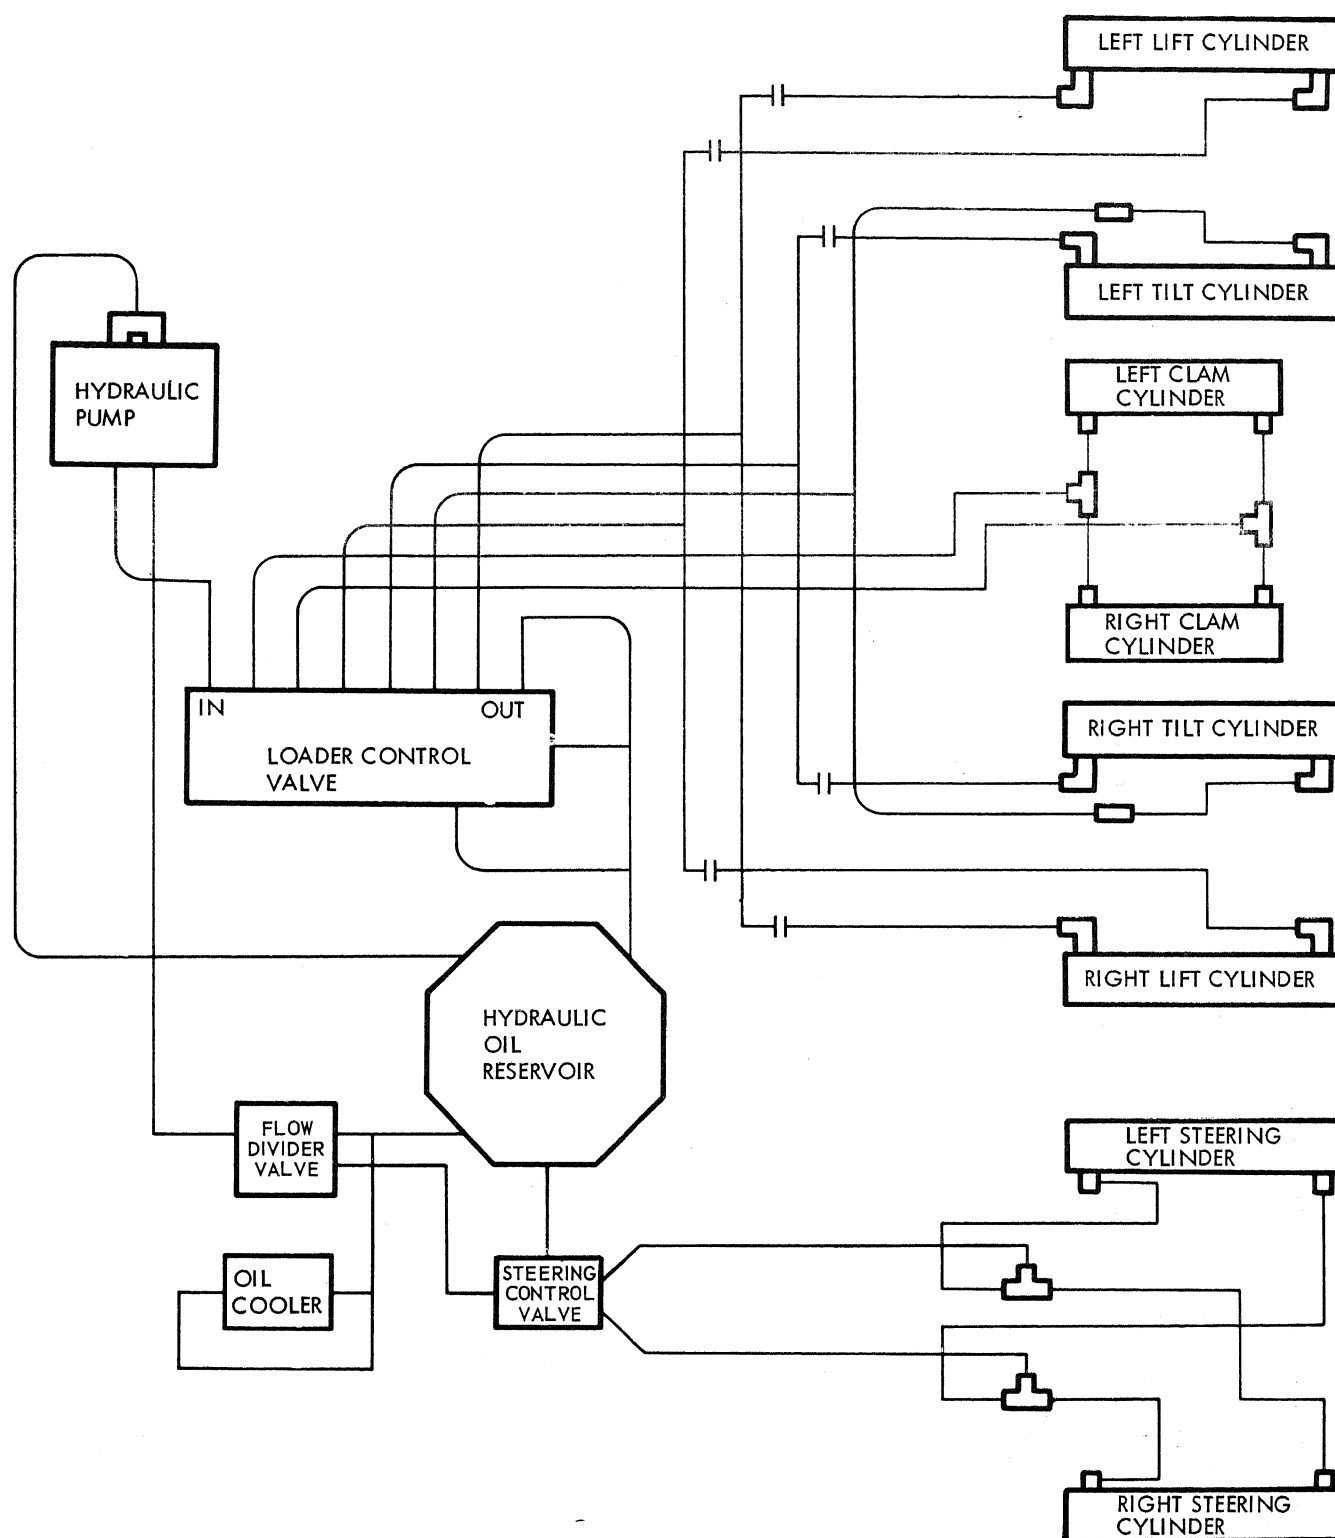 LEFT LIFT CYLINDER
LEFT TILT CYLINDER
HYDRAULIC
PUMP
LEFT CLAM
CYLINDER
RIGHT CLAM
CYLINDER
IN
OUT
LOADER CONTROL
VALVE
RIGHT TILT CYLINDER
RIGHT LIFT CYLINDER
HYDRAULIC
OIL
RESERVOIR
FLOW
DIVIDER
VALVE
LEFT STEERING
CYLINDER
OIL
COOLER
STEERING
CONTROL
VALVE
RIGHT STEERING
CYLINDER